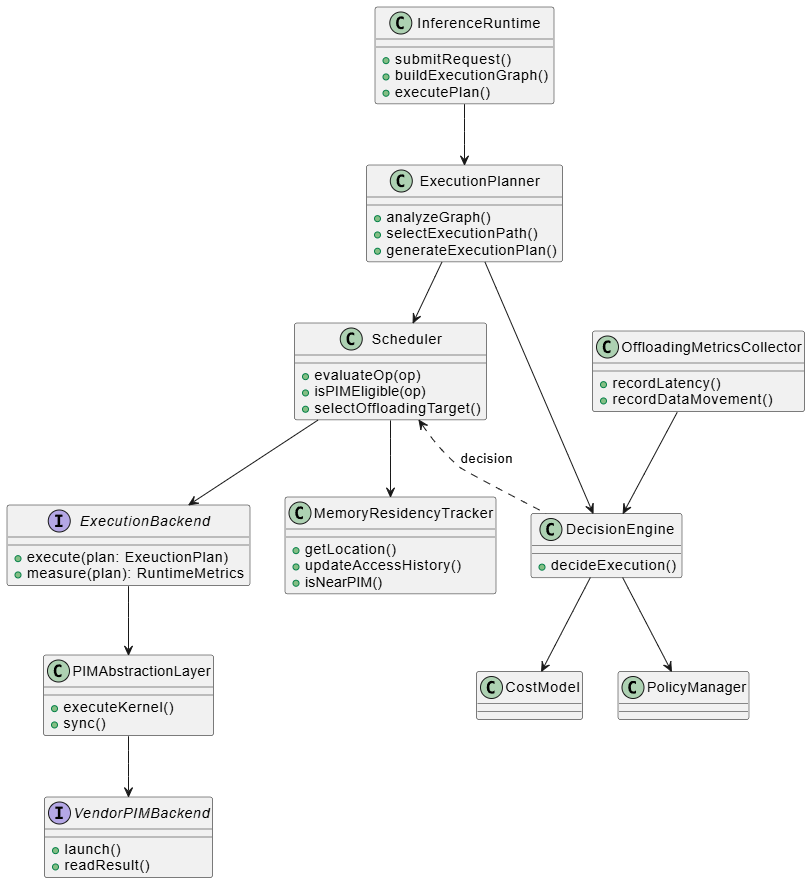 C InferenceRuntime
submitRequest()
buildExecutionGraph()
executePlan()
C ExecutionPlanner
analyzeGraph()
selectExecutionPath()
generateExecutionPlan()
C Scheduler
evaluateOp(op)
isPIMEligible(op)
selectOffloadingTarget()
C OffloadingMetricsCollector
recordLatency()
recordDataMovement()
decision
I ExecutionBackend
execute(plan: ExeuctionPlan)
measure(plan): RuntimeMetrics
C MemoryResidencyTracker
getLocation()
updateAccessHistory()
isNearPIM()
C DecisionEngine
decideExecution()
C PIMAbstractionLayer
executeKernel()
sync()
C CostModel
C PolicyManager
I VendorPIMBackend
launch()
readResult()